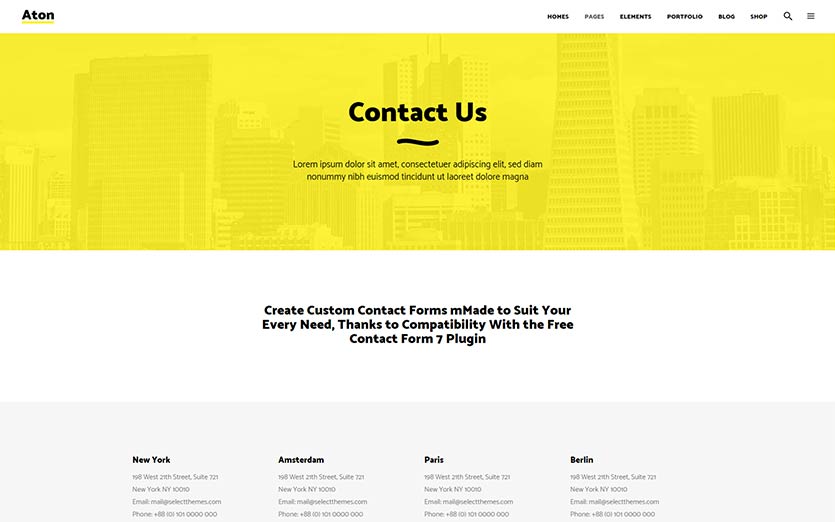 Aton
HOMES PAGES ELEMENTS PORTFOLIO BLOG SHOP
Contact Us
Lorem ipsum dolor sit amet, consectetuer adipiscing elit, sed diam
nonummy nibh euismod tincidunt ut laoreet dolore magna
Create Custom Contact Forms mMade to Suit Your
Every Need, Thanks to Compatibility With the Free
Contact Form 7 Plugin
New York
198 West 21th Street, Suite 721
New York NY 10010
Email: mail@selectthemes.com
Phone: +88 (0) 101 0000 000
Amsterdam
198 West 21th Street, Suite 721
New York NY 10010
Email: mail@selectthemes.com
Phone: +88 (0) 101 0000 000
Paris
198 West 21th Street, Suite 721
New York NY 10010
Email: mail@selectthemes.com
Phone: +88 (0) 101 0000 000
Berlin
198 West 21th Street, Suite 721
New York NY 10010
Email: mail@selectthemes.com
Phone: +88 (0) 101 0000 000